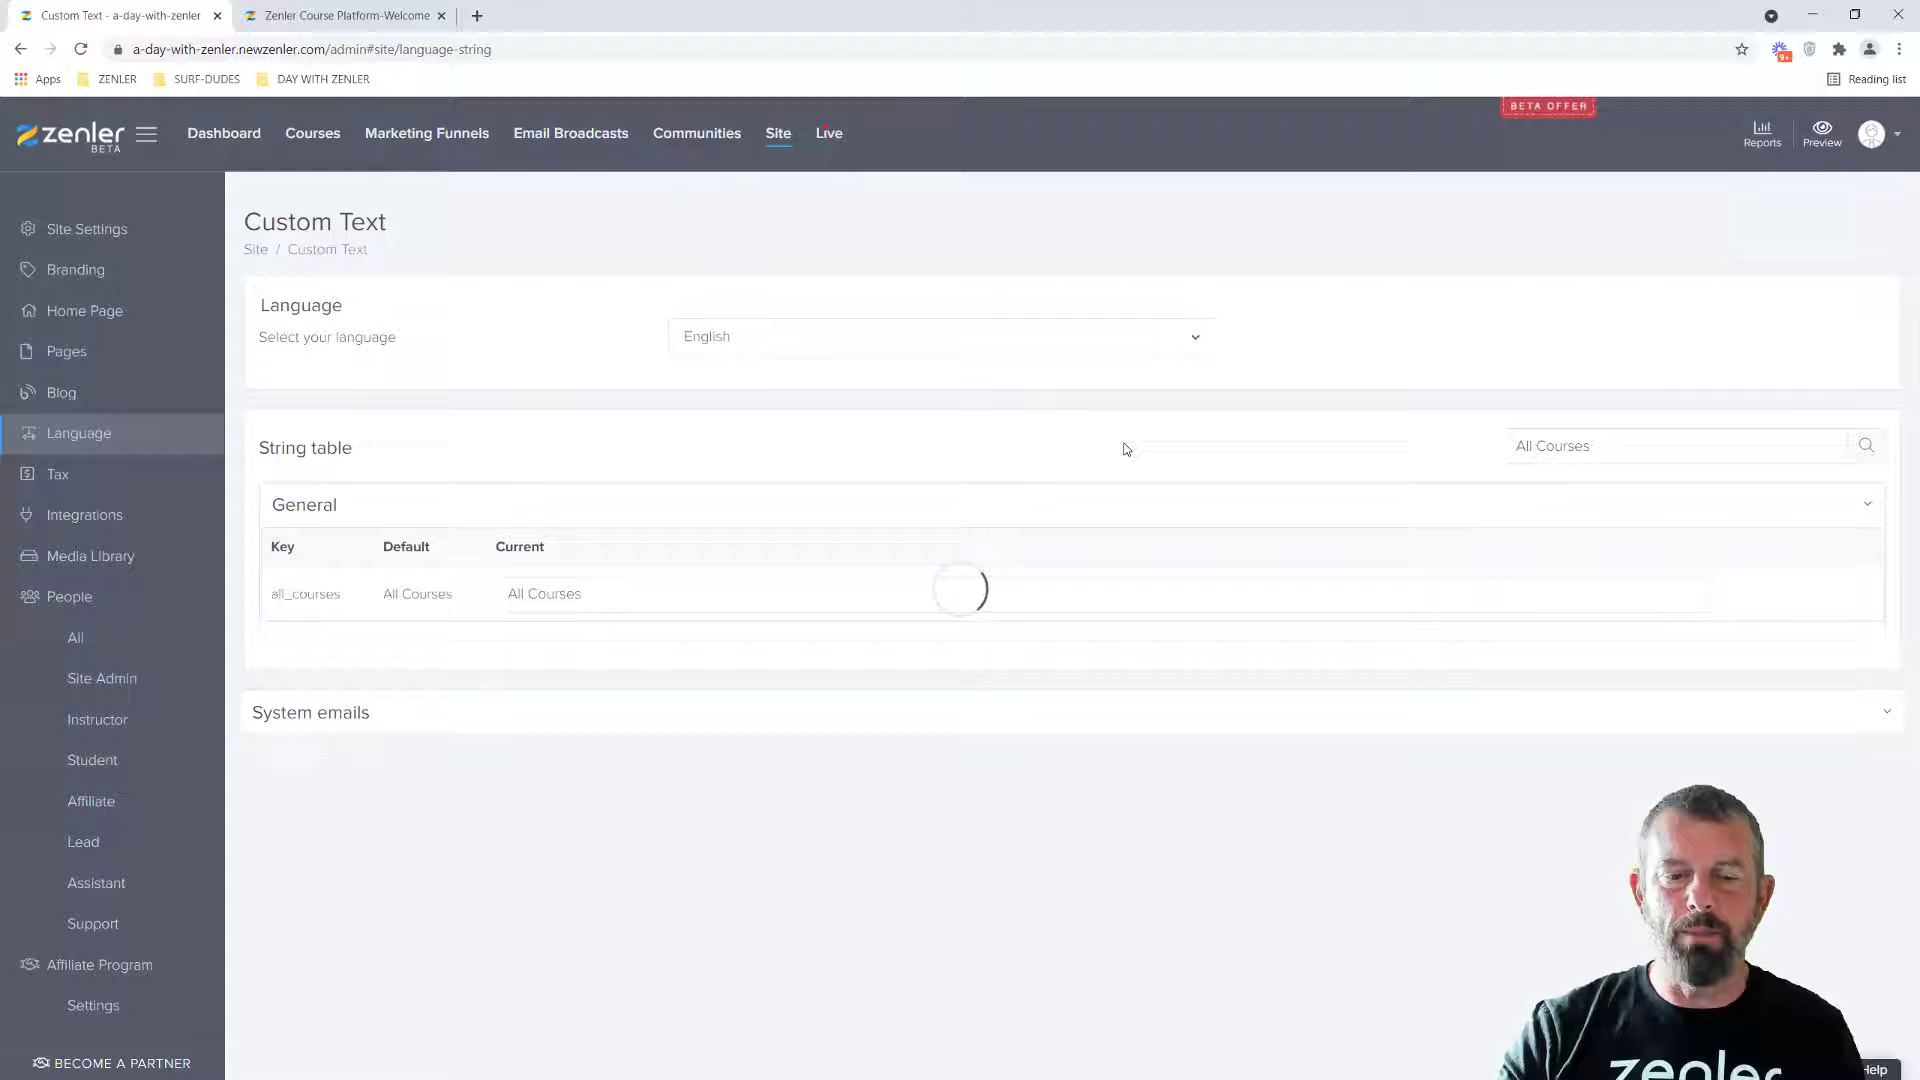 Custom Text - a-day-with-zenler
Zenler Course Platform-Welcome
a-day-with-zenler.newzenler.com/admin#site/language-string
9+
Apps
ZENLER
SURF-DUDES
DAY WITH ZENLER
Reading list
BETA OFFER
zenler
BETA
Dashboard
Courses
Marketing Funnels
Email Broadcasts
Communities
Site
Live
Reports
Preview
Site Settings
Branding
Home Page
Pages
Blog
Language
Tax
Integrations
Media Library
People
All
Site Admin
Instructor
Student
Affiliate
Lead
Assistant
Support
Affiliate Program
Settings
BECOME A PARTNER
Custom Text
Site / Custom Text
Language
Select your language
English
String table
All Courses
General
Key Default Current
all_courses All Courses All Courses
System emails
zenler
Help